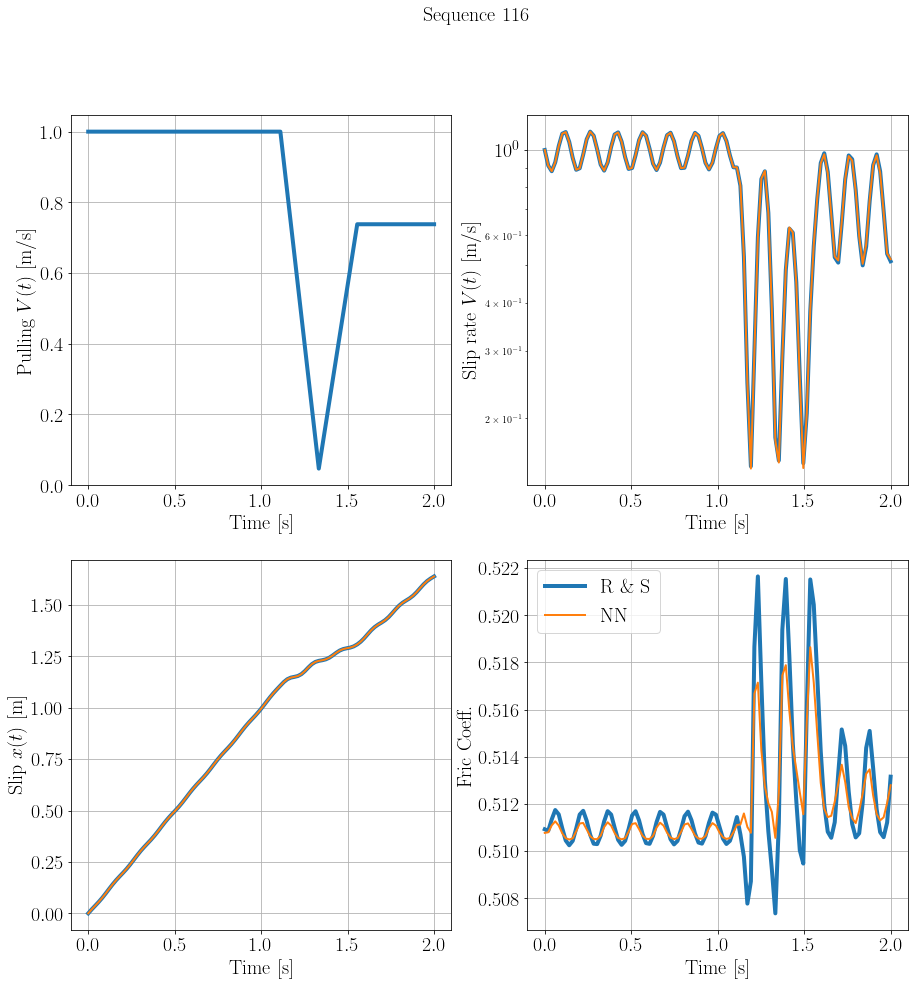 Sequence 116
Pulling V(t) [m/s]
1.0
0.8
0.6
0.4
0.2
0.0
0.0 0.5 1.0 1.5 2.0
Time [s]
Slip rate V(t) [m/s]
10⁰
6 × 10⁻¹
4 × 10⁻¹
3 × 10⁻¹
2 × 10⁻¹
0.0 0.5 1.0 1.5 2.0
Time [s]
Slip x(t) [m]
1.50
1.25
1.00
0.75
0.50
0.25
0.00
0.0 0.5 1.0 1.5 2.0
Time [s]
Fric Coeff.
0.522
0.520
0.518
0.516
0.514
0.512
0.510
0.508
R & S
NN
0.0 0.5 1.0 1.5 2.0
Time [s]